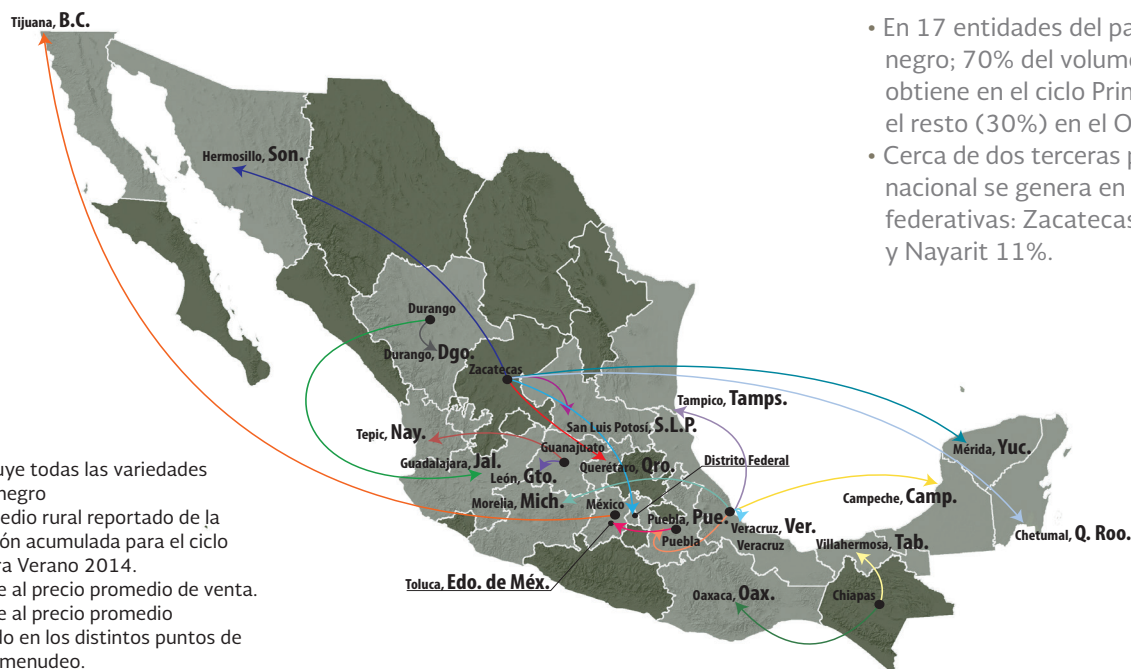 Tijuana, B.C.
• En 17 entidades del pa
negro; 70% del volume
obtiene en el ciclo Prin
el resto (30%) en el O
• Cerca de dos terceras p
nacional se genera en
federativas: Zacatecas
y Nayarit 11%.
Hermosillo, Son.
Durango
Durango, Dgo.
Zacatecas
Tampico, Tamps.
San Luis Potosí, S.L.P.
Tepic, Nay.
Guanajuato
Mérida, Yuc.
Guadalajara, Jal.
Querétaro, Qro.
Distrito Federal
León, Gto.
Morelia, Mich.
México
Campeche, Camp.
Puebla, Pue.
Veracruz, Ver.
Puebla
Veracruz
Villahermosa, Tab.
Chetumal, Q. Roo.
Toluca, Edo. de Méx.
Oaxaca, Oax.
Chiapas
uye todas las variedades
negro
edio rural reportado de la
ón acumulada para el ciclo
ra Verano 2014.
e al precio promedio de venta.
e al precio promedio
do en los distintos puntos de
menudeo.